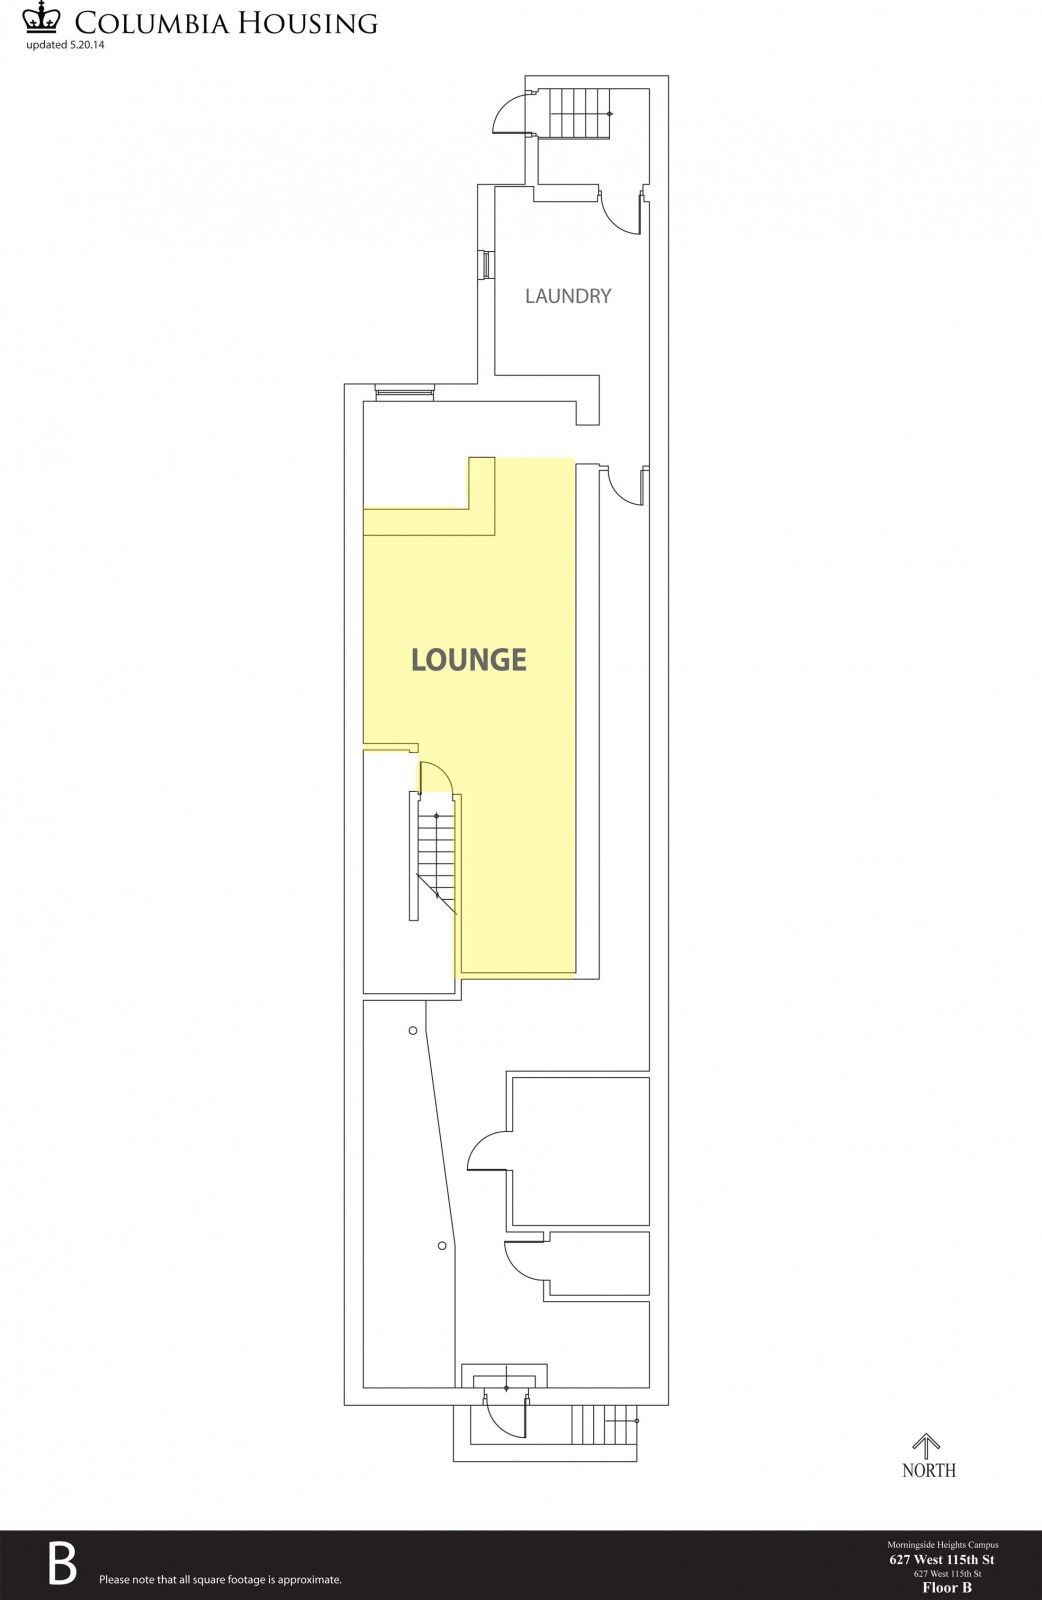 COLUMBIA HOUSING
updated 5.20.14
LAUNDRY
LOUNGE
NORTH
B
Please note that all square footage is approximate.
Morningside Heights Campus
627 West 115th St
627 West 115th St
Floor B